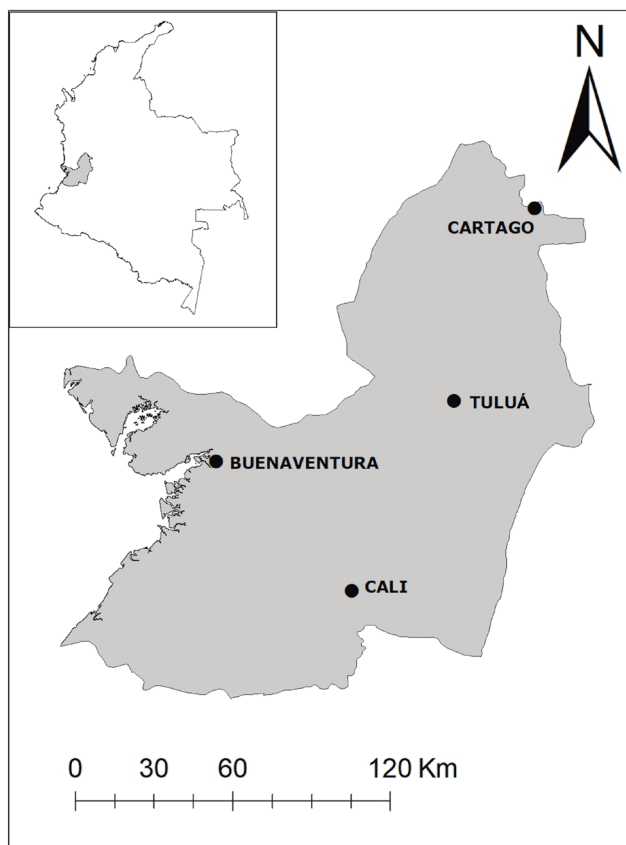 N
CARTAGO
TULUÁ
BUENAVENTURA
CALI
0 30 60 120 Km